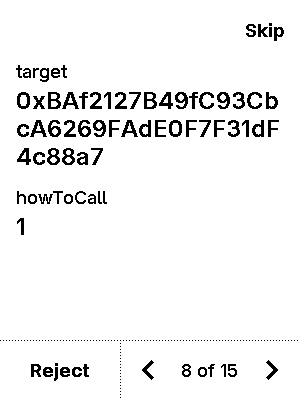 Skip
target
0xBAf2127B49fC93Cb
cA6269FAdE0F7F31dF
4c88a7
howToCall
1
Reject
8 of 15